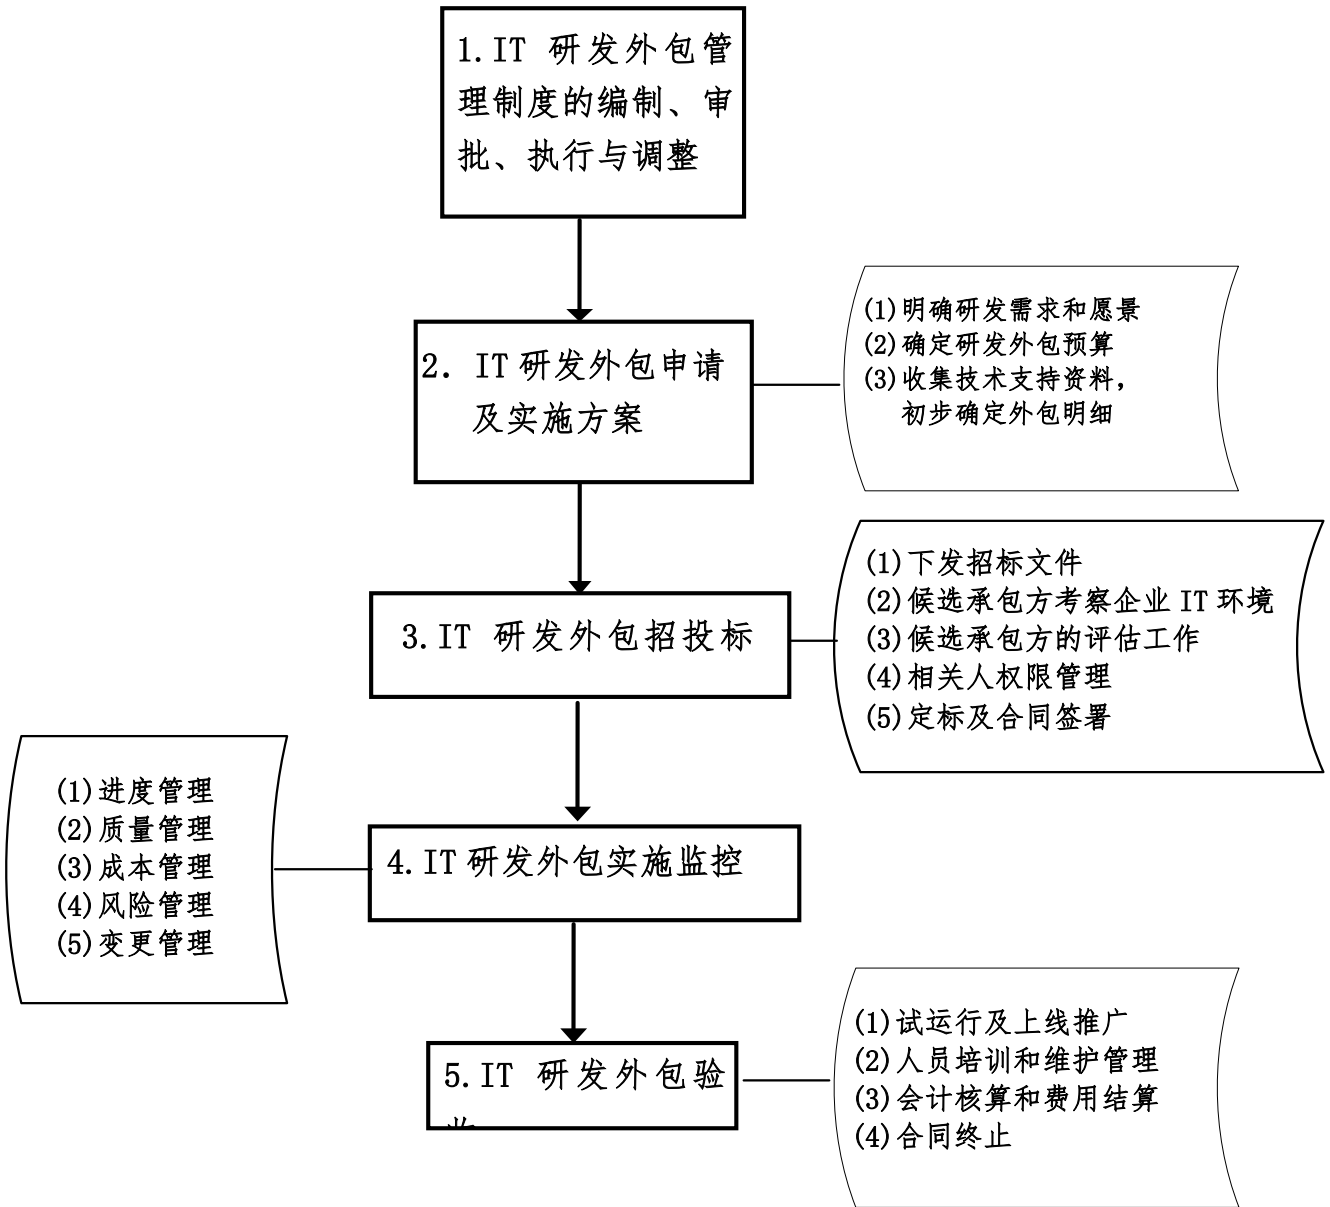 1.IT 研发外包管
理制度的编制、审
批、执行与调整
(1)明确研发需求和愿景
(2)确定研发外包预算
(3)收集技术支持资料，
初步确定外包明细
2. IT研发外包申请
及实施方案
(1)下发招标文件
(2)候选承包方考察企业IT环境
(3)候选承包方的评估工作
(4)相关人权限管理
(5)定标及合同签署
3.IT 研发外包招投标
(1)进度管理
(2)质量管理
(3)成本管理
(4)风险管理
(5)变更管理
4.IT研发外包实施监控
(1)试运行及上线推广
(2)人员培训和维护管理
(3)会计核算和费用结算
(4)合同终止
5.IT 研发外包验